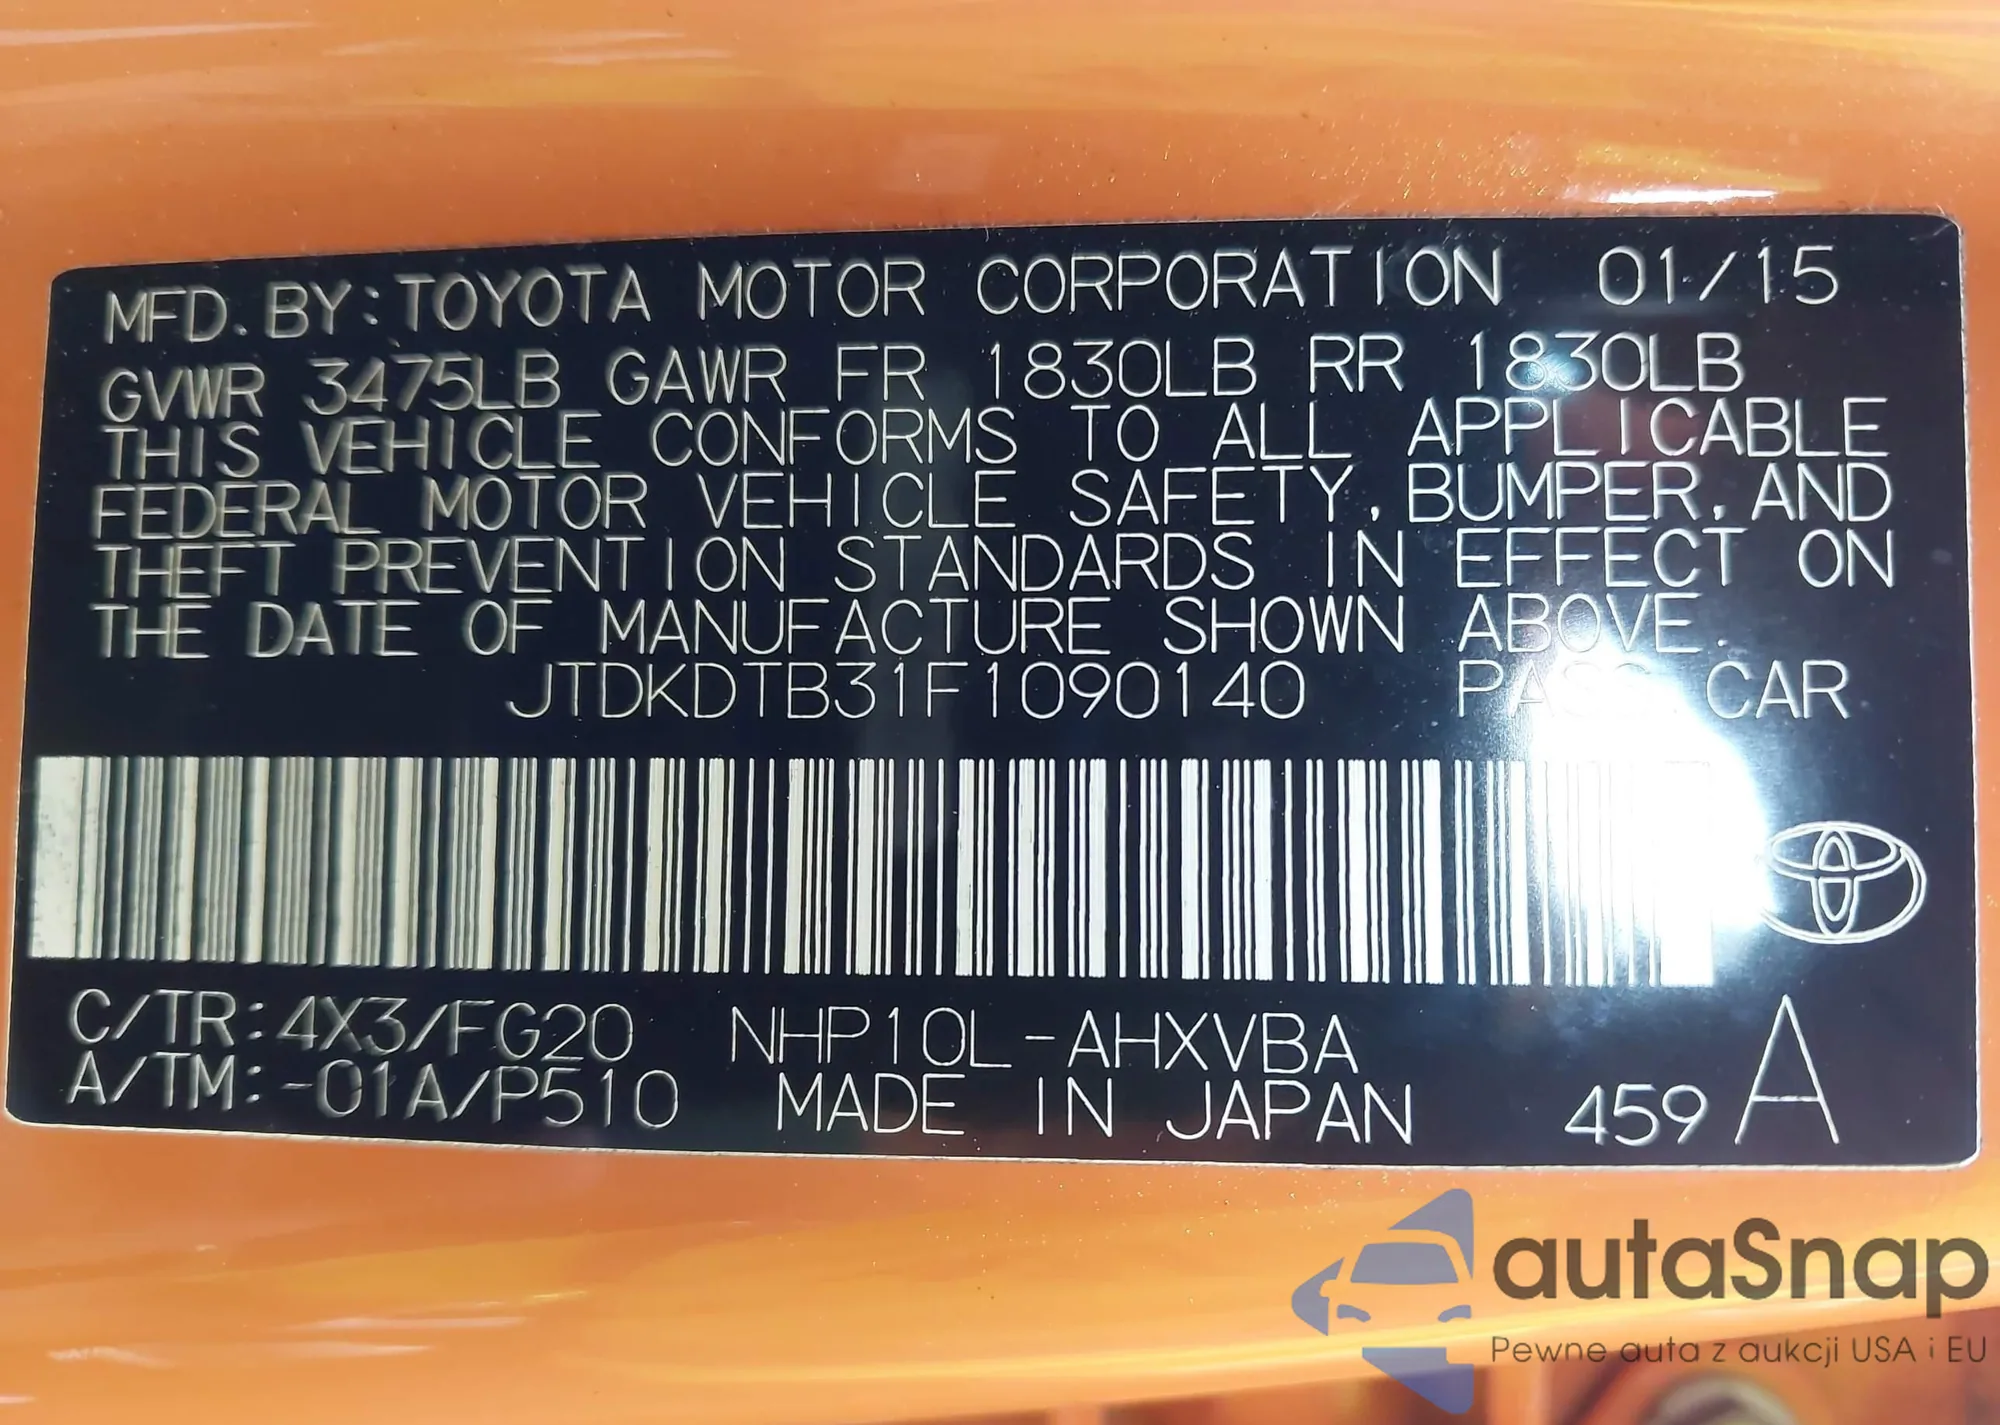 MFD. BY: TOYOTA MOTOR CORPORATION 01/15
GVWR 3475LB GAWR FR 1830LB RR 1830LB
THIS VEHICLE CONFORMS TO ALL APPLICABLE
FEDERAL MOTOR VEHICLE SAFETY, BUMPER, AND
THEFT PREVENTION STANDARDS IN EFFECT ON
THE DATE OF MANUFACTURE SHOWN ABOVE.
JTDKDTB31F1090140 PASS. CAR
C/TR: 4X3/FG20 NHP10L-AHXVBA
A/TM: -01A/P510 MADE IN JAPAN 459 A
autaSnap
Pewne auta z aukcji USA i EU